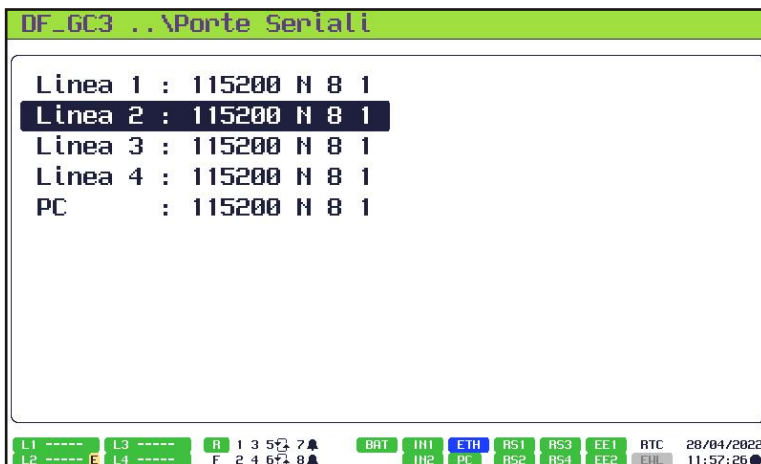 DF_GC3 ..\Porte Seriali
Linea 1 : 115200 N 8 1
Linea 2 : 115200 N 8 1
Linea 3 : 115200 N 8 1
Linea 4 : 115200 N 8 1
PC : 115200 N 8 1
L1 ----- L3 ----- R 1 3 5 7 BAT IN1 ETH RS1 RS3 EE1 RTC 28/04/2022
L2 ----- E L4 ----- F 2 4 6 8 IN2 PC RS2 RS4 EE2 11:57:26